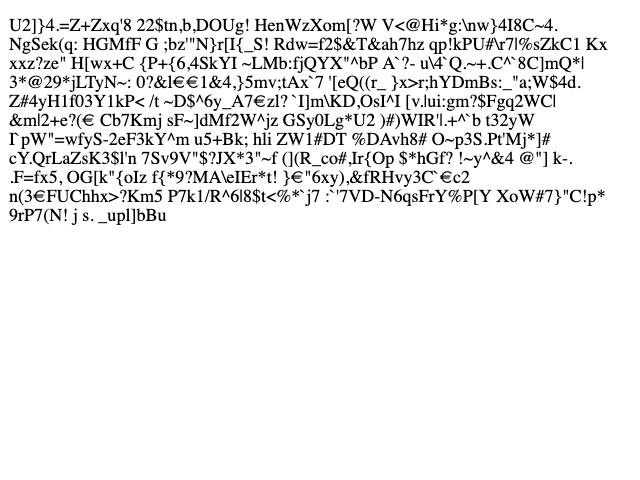 U2]}4.=Z+Zxq'8 22$tn,b,DOUg! HenWzXom[?W V<@Hi*g:\nw}4I8C~4.
NgSek(q: HGMfF G ;bz'"N}r[I{_S! Rdw=f2$&T&ah7hz qp!kPU#\r7l%sZkC1 Kx
xxz?ze" H[wx+C {P+{6,4SkYI ~LMb:fjQYX"^bP A`?- u\4`Q.~+.C^`8C]mQ*|
3*@29*jLTyN~: 0?&l€€1&4,}5mv;tAx`7 '[eQ((r_ }x>r;hYDmBs:_"a;W$4d.
Z#4yH1f03Y1kP< /t ~D$^6y_A7€zl?`I]m\KD,OsI^I [v.|ui:gm?$Fgq2WC|
&m|2+e?(€ Cb7Kmj sF~]dMf2W^jz GSy0Lg*U2 )#)WIR'l.+^`b t32yW
I`pW"=wfyS-2eF3kY^m u5+Bk; hli ZW1#DT %DAvh8# O~p3S.Pt'Mj*]#
cY.QrLaZsK3$l'n 7Sv9V"$?JX*3"~f (](R_co#,Ir{Op $*hGf? !~y^&4 @"] k-.
.F=fx5, OG[k"{oIz f{*9?MA\eIEr*t! }€"6xy),&fRHvy3C`€c2
n(3€FUChhx>?Km5 P7k1/R^6|8$t<%*`j7 :`'7VD-N6qsFrY%P[Y XoW#7}"C!p*
9rP7(N! j s. _upl]bBu